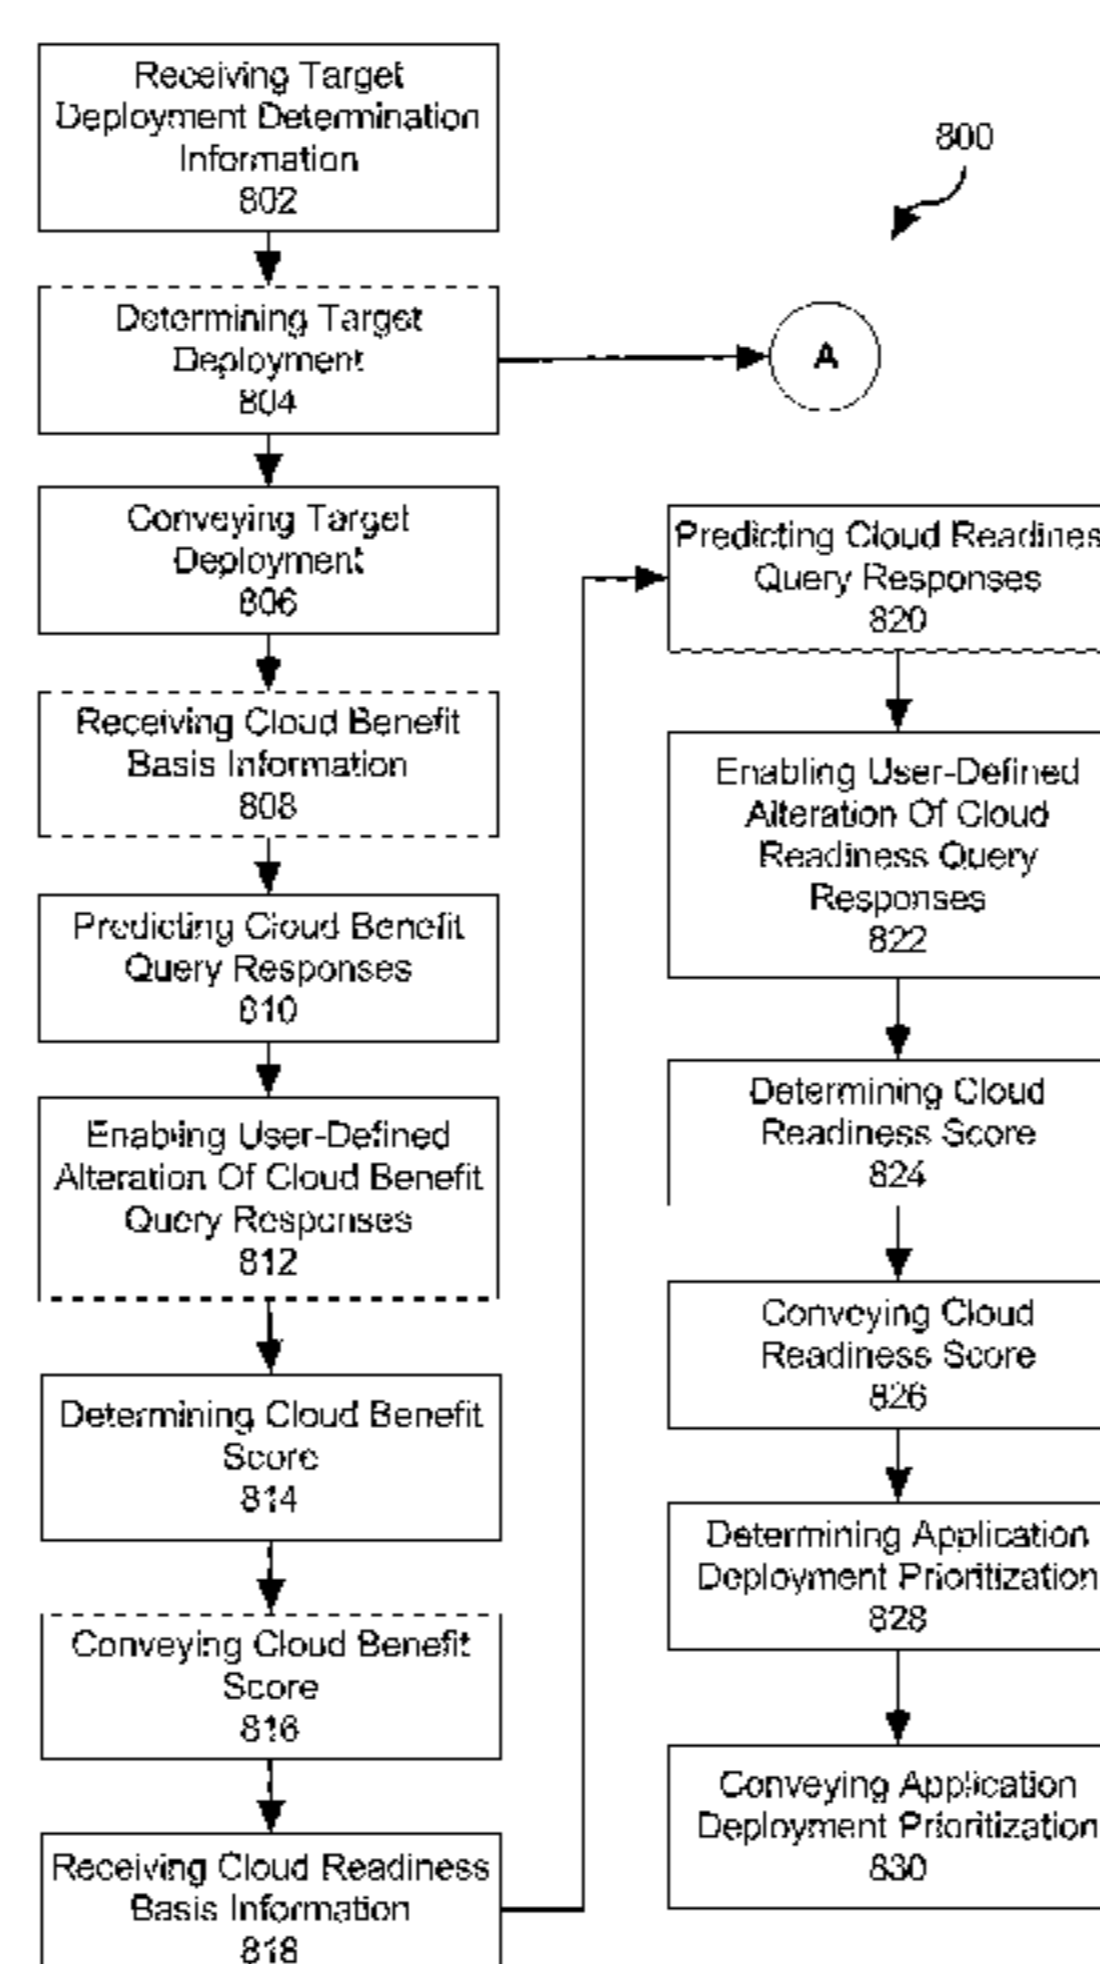 Receiving Target
Deployment Determination
Information
802
800
Determining Target
Deployment
804
A
Conveying Target
Deployment
806
Receiving Cloud Benefit
Basis Information
808
Predicting Cloud Benefit
Query Responses
810
Enabling User-Defined
Alteration Of Cloud Benefit
Query Responses
812
Determining Cloud Benefit
Score
814
Conveying Cloud Benefit
Score
816
Receiving Cloud Readiness
Basis Information
818
Predicting Cloud Readines
Query Responses
820
Enabling User-Defined
Alteration Of Cloud
Readiness Query
Responses
822
Determining Cloud
Readiness Score
824
Conveying Cloud
Readiness Score
826
Determining Application
Deployment Prioritization
828
Conveying Application
Deployment Prioritization
830